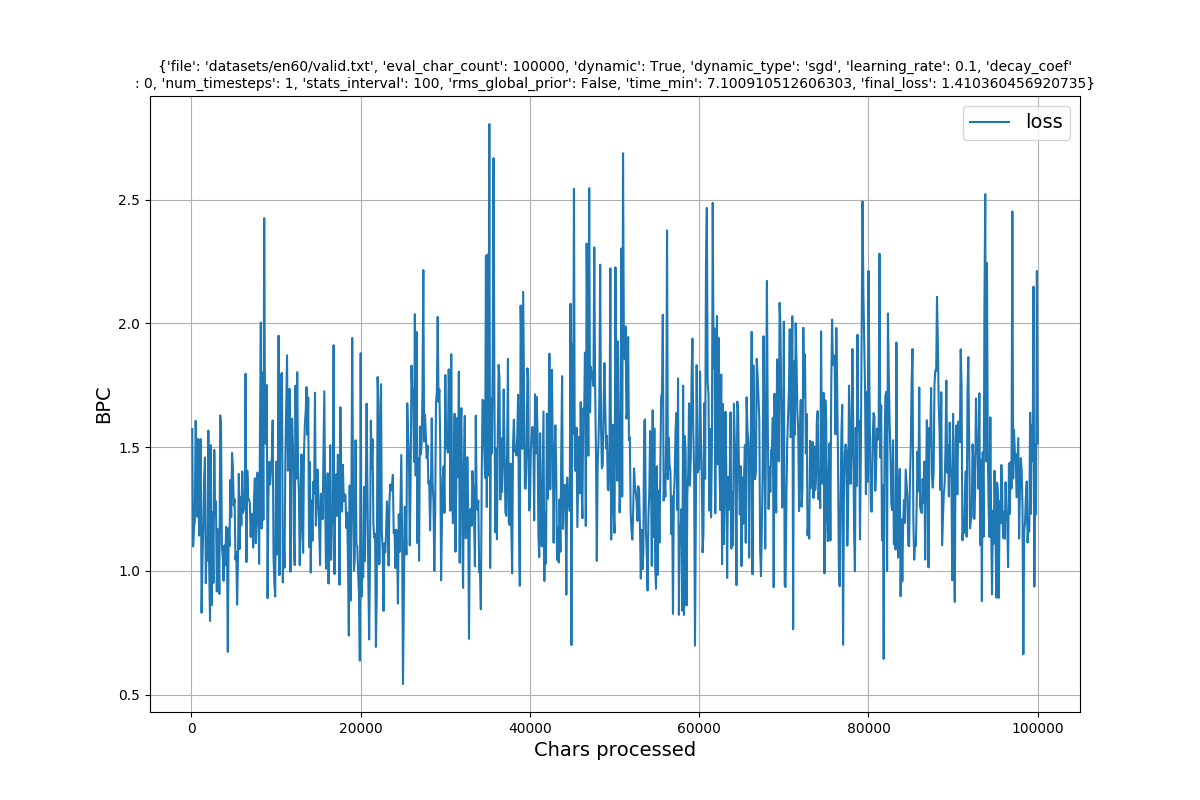 {'file': 'datasets/en60/valid.txt', 'eval_char_count': 100000, 'dynamic': True, 'dynamic_type': 'sgd', 'learning_rate': 0.1, 'decay_coef'
: 0, 'num_timesteps': 1, 'stats_interval': 100, 'rms_global_prior': False, 'time_min': 7.100910512606303, 'final_loss': 1.410360456920735}
loss
2.5
2.0
1.5
1.0
0.5
BPC
0 20000 40000 60000 80000 100000
Chars processed